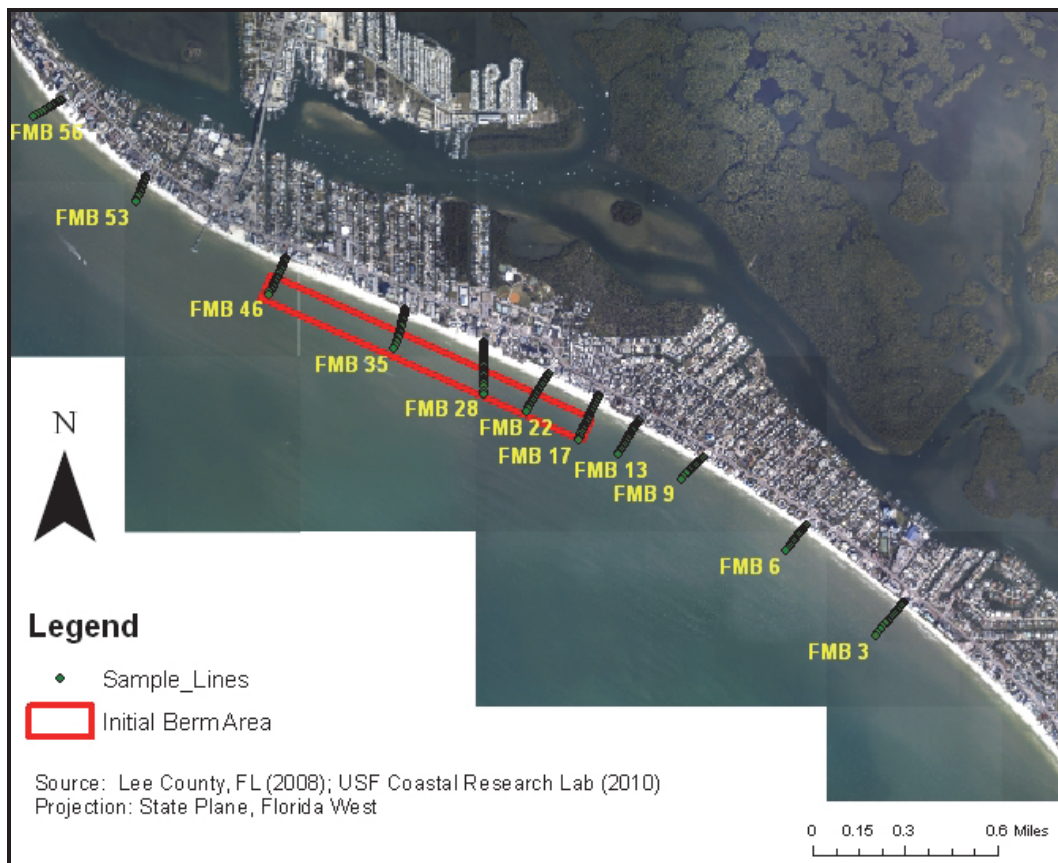 FMB 56
FMB 53
FMB 46
FMB 35
FMB 28
FMB 22
FMB 17
FMB 13
FMB 9
FMB 6
FMB 3
N
Legend
Sample_Lines
Initial Berm Area
Source: Lee County, FL (2008); USF Coastal Research Lab (2010)
Projection: State Plane, Florida West
0 0.15 0.3 0.6 Miles